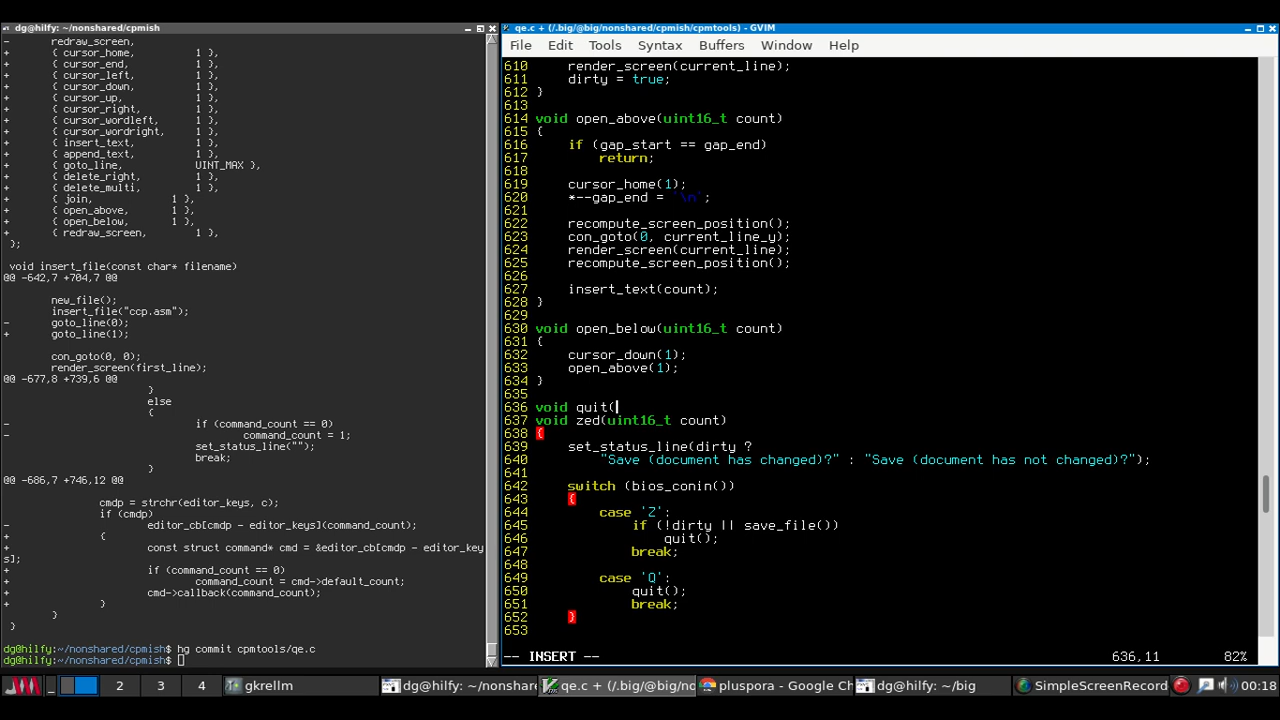 dg@hilfy: ~/nonshared/cpmish
-       redraw_screen,
+       { cursor_home,          1 },
+       { cursor_end,           1 },
+       { cursor_left,          1 },
+       { cursor_down,          1 },
+       { cursor_up,            1 },
+       { cursor_right,         1 },
+       { cursor_wordleft,      1 },
+       { cursor_wordright,     1 },
+       { insert_text,          1 },
+       { append_text,          1 },
+       { goto_line,            UINT_MAX },
+       { delete_right,         1 },
+       { delete_multi,         1 },
+       { join,         1 },
+       { open_above,           1 },
+       { open_below,           1 },
+       { redraw_screen,        1 },
 };
 void insert_file(const char* filename)
@@ -642,7 +704,7 @@
        new_file();
        insert_file("ccp.asm");
-       goto_line(0);
+       goto_line(1);
        con_goto(0, 0);
        render_screen(first_line);
@@ -677,8 +739,6 @@
                        }
                        else
                        {
-                               if (command_count == 0)
-                                       command_count = 1;
                                set_status_line("");
                                break;
                        }
@@ -686,7 +746,12 @@
                cmdp = strchr(editor_keys, c);
                if (cmdp)
-                       editor_cb[cmdp - editor_keys](command_count);
+               {
+                       const struct command* cmd = &editor_cb[cmdp - editor_key
s];
+
+                       if (command_count == 0)
+                               command_count = cmd->default_count;
+                       cmd->callback(command_count);
+               }
        }
 }
dg@hilfy:~/nonshared/cpmish$ hg commit cpmtools/qe.c
dg@hilfy:~/nonshared/cpmish$
qe.c + (/.big/@big/nonshared/cpmish/cpmtools) - GVIM
File Edit Tools Syntax Buffers Window Help
610     render_screen(current_line);
611     dirty = true;
612 }
613
614 void open_above(uint16_t count)
615 {
616     if (gap_start == gap_end)
617         return;
618
619     cursor_home(1);
620     *--gap_end = '\n';
621
622     recompute_screen_position();
623     con_goto(0, current_line_y);
624     render_screen(current_line);
625     recompute_screen_position();
626
627     insert_text(count);
628 }
629
630 void open_below(uint16_t count)
631 {
632     cursor_down(1);
633     open_above(1);
634 }
635
636 void quit(
637 void zed(uint16_t count)
638 {
639     set_status_line(dirty ?
640         "Save (document has changed)?" : "Save (document has not changed)?");
641
642     switch (bios_conin())
643     {
644         case 'Z':
645             if (!dirty || save_file())
646                 quit();
647             break;
648
649         case 'Q':
650             quit();
651             break;
652     }
653
-- INSERT --                                        636,11        82%
2 3 4 gkrellm dg@hilfy: ~/nonshare qe.c + (/.big/@big/no pluspora - Google Ch dg@hilfy: ~/big SimpleScreenRecord 00:18